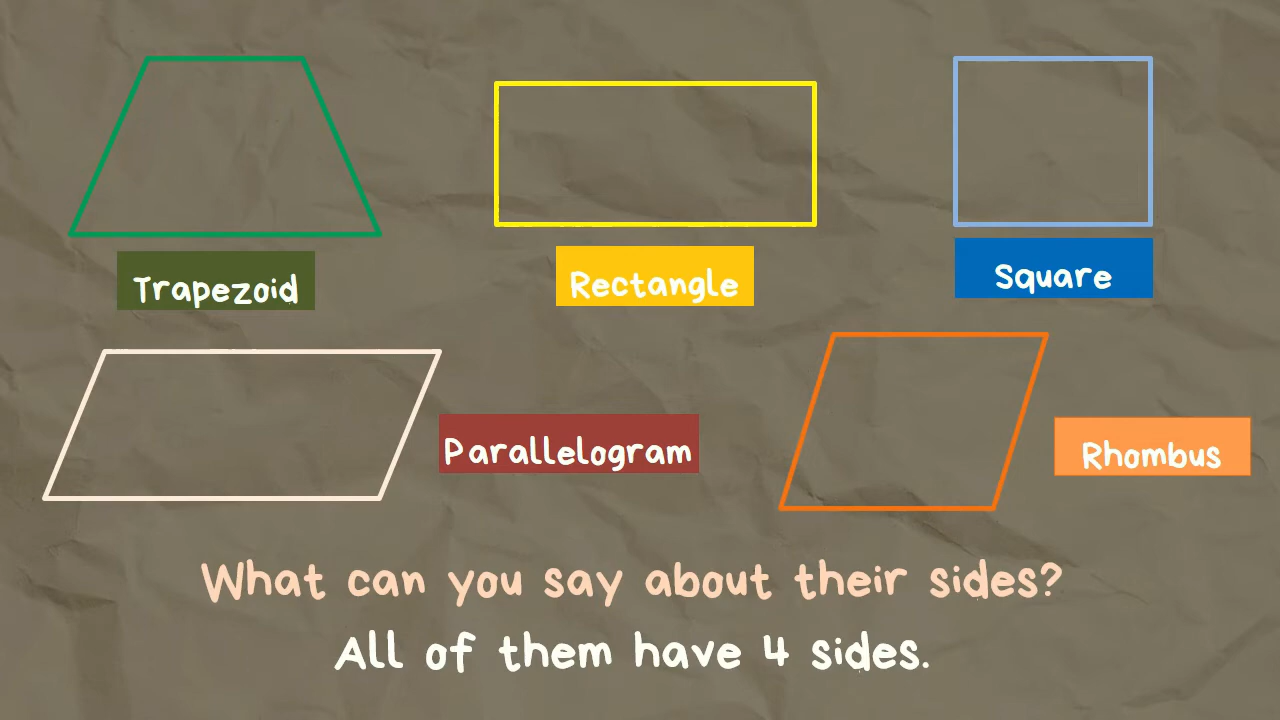 Trapezoid
Rectangle
Square
Parallelogram
Rhombus
What can you say about their sides?
All of them have 4 sides.